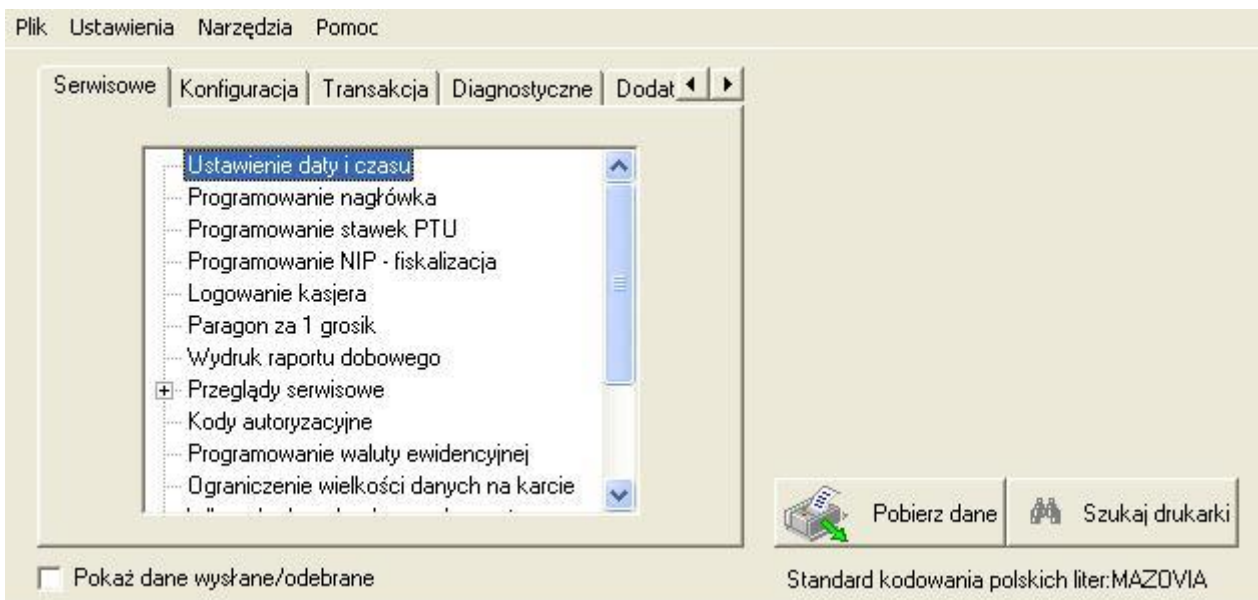 Plik Ustawienia Narzędzia Pomoc
Serwisowe Konfiguracja Transakcja Diagnostyczne Dodat
Ustawienie daty i czasu
Programowanie nagłówka
Programowanie stawek PTU
Programowanie NIP - fiskalizacja
Logowanie kasjera
Paragon za 1 grosik
Wydruk raportu dobowego
Przeglądy serwisowe
Kody autoryzacyjne
Programowanie waluty ewidencyjnej
Ograniczenie wielkości danych na karcie
Pobierz dane Szukaj drukarki
Pokaż dane wysłane/odebrane
Standard kodowania polskich liter:MAZOVIA